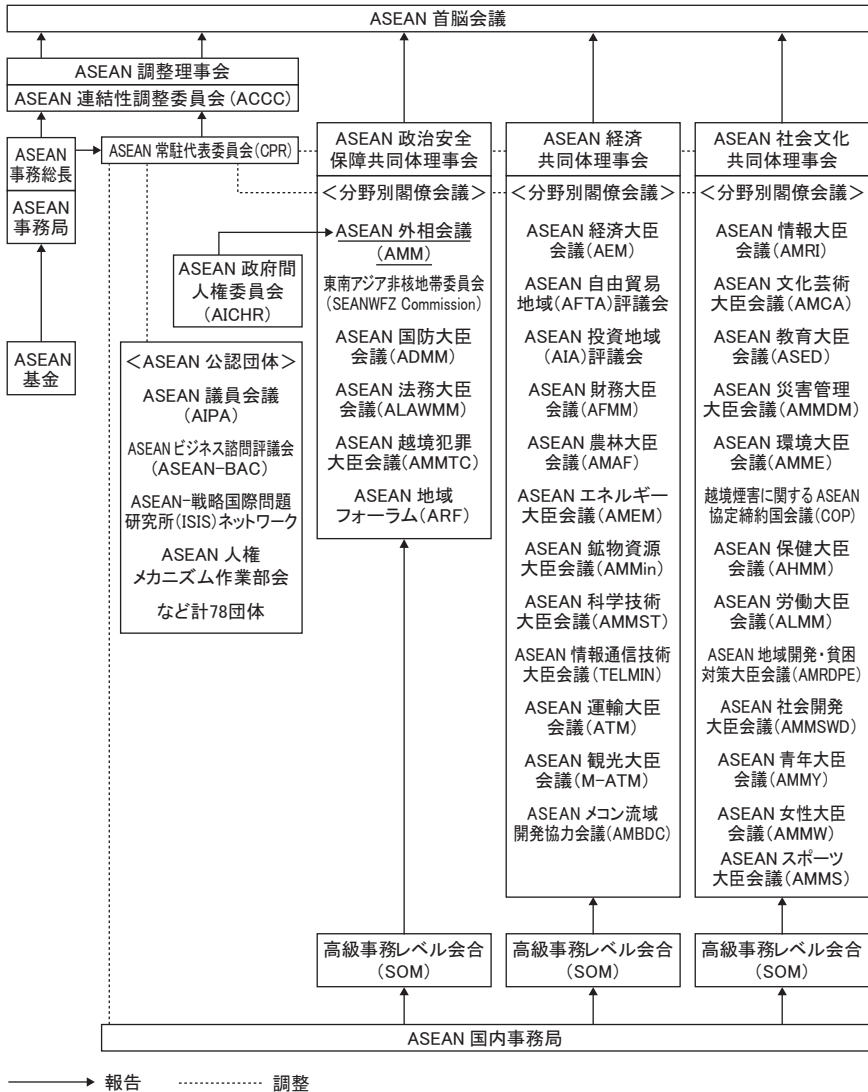 ASEAN 首脳会議
ASEAN 調整理事会
ASEAN 連結性調整委員会(ACCC)
ASEAN
事務総長
ASEAN
事務局
ASEAN
基金
ASEAN 常駐代表委員会(CPR)
ASEAN 政府間
人権委員会
(AICHR)
<ASEAN 公認団体>
ASEAN 議員会議
(AIPA)
ASEAN ビジネス諮問評議会
(ASEAN-BAC)
ASEAN-戦略国際問題
研究所(ISIS)ネットワーク
ASEAN 人権
メカニズム作業部会
など計78団体
ASEAN 政治安全
保障共同体理事会
<分野別閣僚会議>
ASEAN 外相会議
(AMM)
東南アジア非核地帯委員会
(SEANWFZ Commission)
ASEAN 国防大臣
会議(ADMM)
ASEAN 法務大臣
会議(ALAWMM)
ASEAN 越境犯罪
大臣会議(AMMTC)
ASEAN 地域
フォーラム(ARF)
高級事務レベル会合
(SOM)
ASEAN 経済
共同体理事会
<分野別閣僚会議>
ASEAN 経済大臣
会議(AEM)
ASEAN 自由貿易
地域(AFTA)評議会
ASEAN 投資地域
(AIA)評議会
ASEAN 財務大臣
会議(AFMM)
ASEAN 農林大臣
会議(AMAF)
ASEAN エネルギー
大臣会議(AMEM)
ASEAN 鉱物資源
大臣会議(AMMin)
ASEAN 科学技術
大臣会議(AMMST)
ASEAN 情報通信技術
大臣会議(TELMIN)
ASEAN 運輸大臣
会議(ATM)
ASEAN 観光大臣
会議(M-ATM)
ASEAN メコン流域
開発協力会議(AMBDC)
高級事務レベル会合
(SOM)
ASEAN 社会文化
共同体理事会
<分野別閣僚会議>
ASEAN 情報大臣
会議(AMRI)
ASEAN 文化芸術
大臣会議(AMCA)
ASEAN 教育大臣
会議(ASED)
ASEAN 災害管理
大臣会議(AMMDM)
ASEAN 環境大臣
会議(AMME)
越境煙害に関するASEAN
協定締約国会議(COP)
ASEAN 保健大臣
会議(AHMM)
ASEAN 労働大臣
会議(ALMM)
ASEAN 地域開発・貧困
対策大臣会議(AMRDPE)
ASEAN 社会開発
大臣会議(AMMSWD)
ASEAN 青年大臣
会議(AMMY)
ASEAN 女性大臣
会議(AMMW)
ASEAN スポーツ
大臣会議(AMMS)
高級事務レベル会合
(SOM)
ASEAN 国内事務局
報告 調整